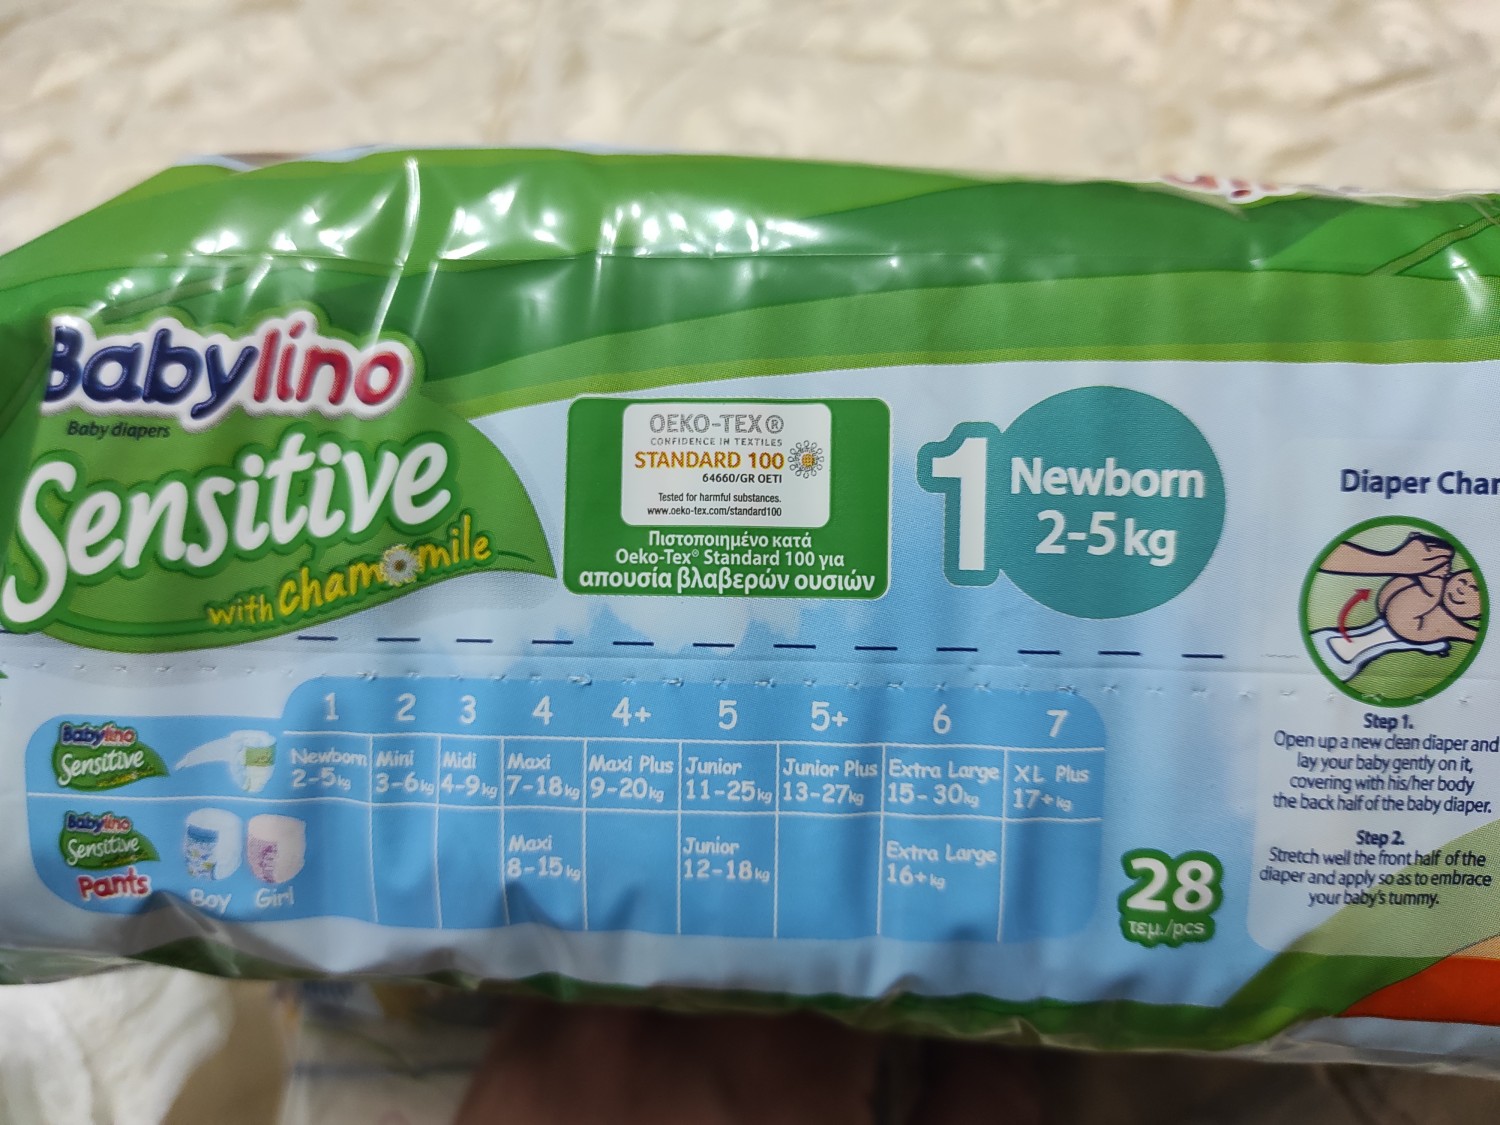 Babylino
Baby diapers
Sensitive
with chamomile
OEKO-TEX®
CONFIDENCE IN TEXTILES
STANDARD 100
64660/GR OETI
Tested for harmful substances.
www.oeko-tex.com/standard100
Πιστοποιημένο κατά
Oeko-Tex® Standard 100 για
απουσία βλαβερών ουσιών
1
Newborn
2-5kg
Diaper Char
Step 1.
Open up a new clean diaper and
lay your baby gently on it,
covering with his/her body
the back half of the baby diaper.
Step 2.
Stretch well the front half of the
diaper and apply so as to embrace
your baby's tummy.
1 2 3 4 4+ 5 5+ 6 7
Babylino
Sensitive
Newborn Mini Midi Maxi Maxi Plus Junior Junior Plus Extra Large XL Plus
2-5kg 3-6kg 4-9kg 7-18kg 9-20kg 11-25kg 13-27kg 15-30kg 17+kg
Babylino
Sensitive
Pants
Boy Girl
Maxi Junior Extra Large
8-15kg 12-18kg 16+kg
28
τεμ./pcs